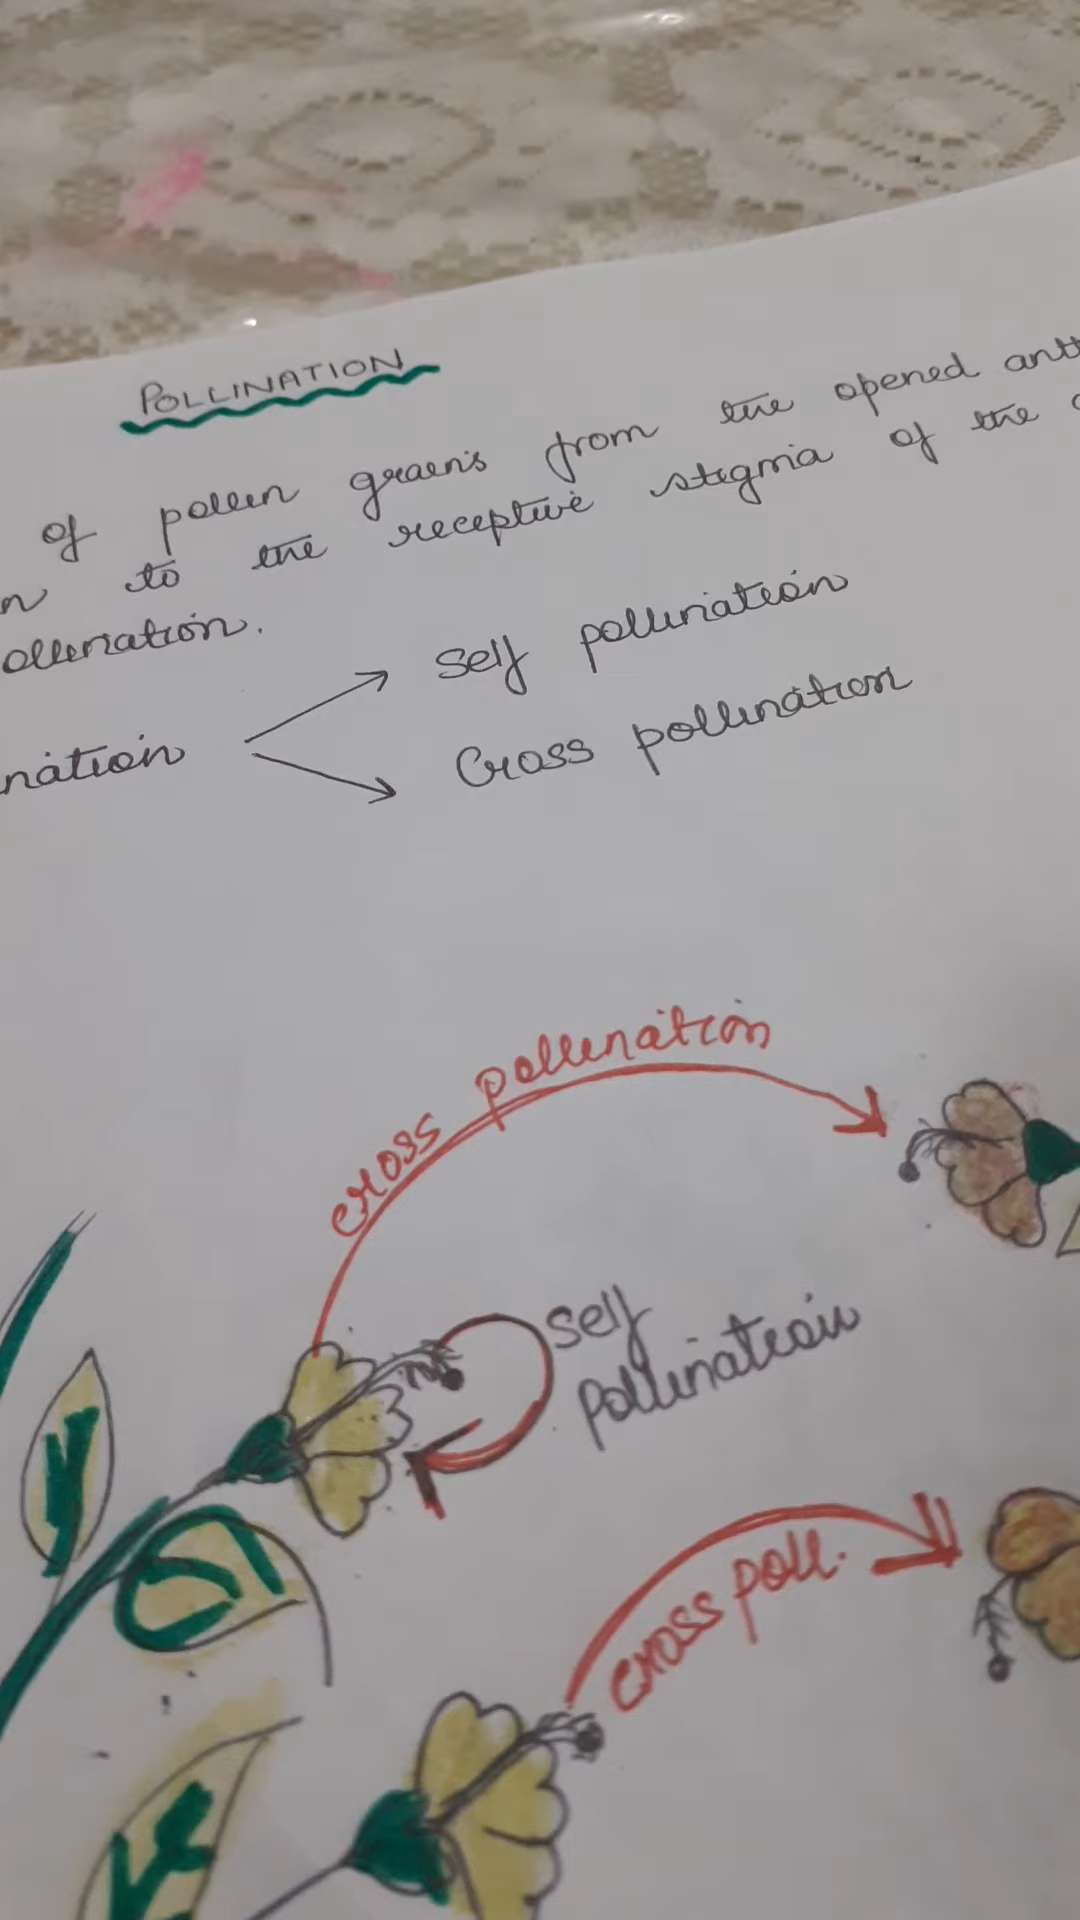 POLLINATION
of pollen grains from the opened anth
n to the receptive stigma of the
ollination.
nation → Self pollination
→ Cross pollination
cross pollination
self
pollination
cross poll.